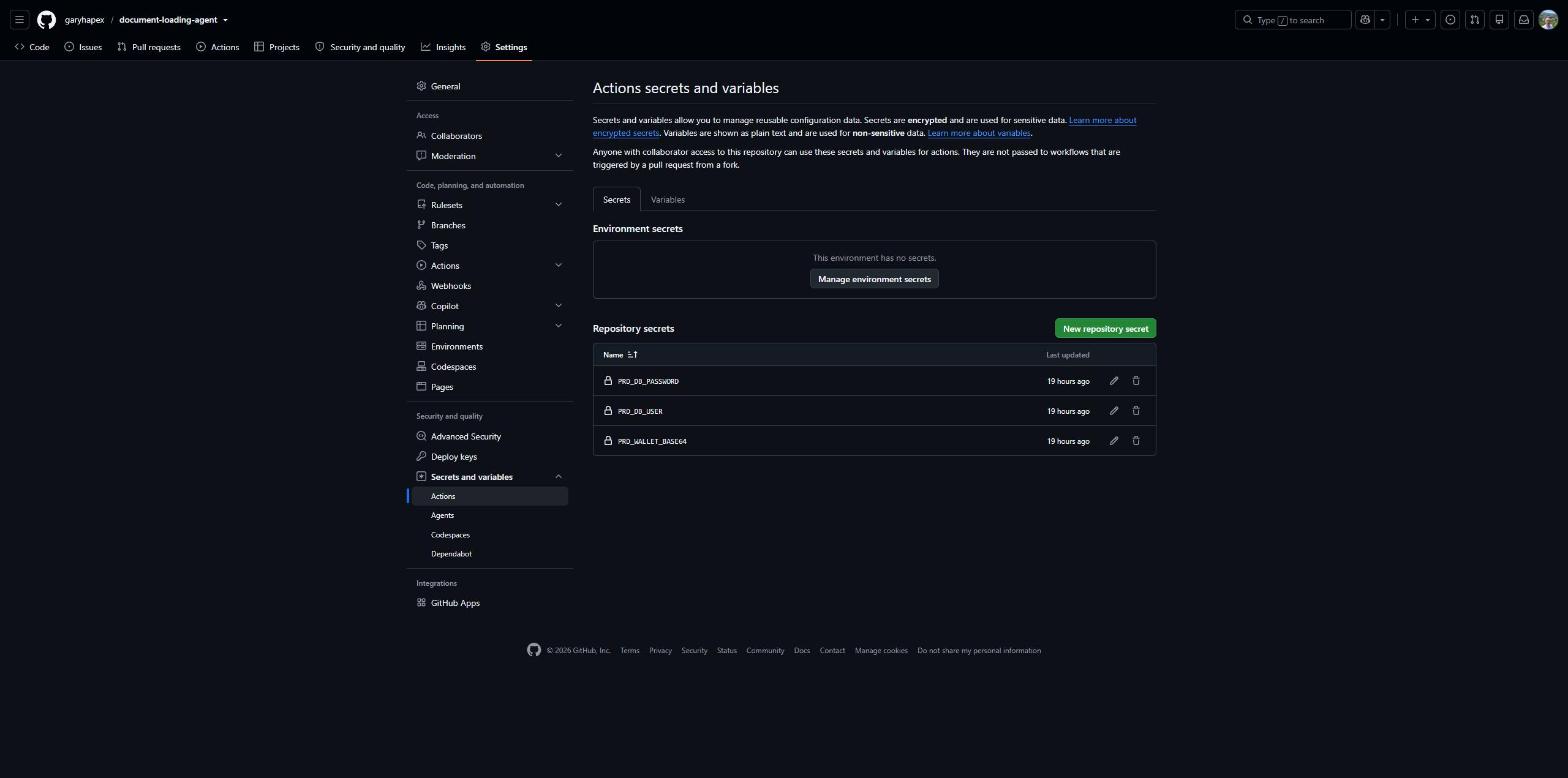 garyhapex / document-loading-agent
Type / to search
Code Issues Pull requests Actions Projects Security and quality Insights Settings
General
Access
Collaborators
Moderation
Code, planning, and automation
Rulesets
Branches
Tags
Actions
Webhooks
Copilot
Planning
Environments
Codespaces
Pages
Security and quality
Advanced Security
Deploy keys
Secrets and variables
Actions
Agents
Codespaces
Dependabot
Integrations
GitHub Apps
Actions secrets and variables
Secrets and variables allow you to manage reusable configuration data. Secrets are encrypted and are used for sensitive data. Learn more about
encrypted secrets. Variables are shown as plain text and are used for non-sensitive data. Learn more about variables.
Anyone with collaborator access to this repository can use these secrets and variables for actions. They are not passed to workflows that are
triggered by a pull request from a fork.
Secrets Variables
Environment secrets
This environment has no secrets.
Manage environment secrets
Repository secrets
New repository secret
Name Last updated
PRD_DB_PASSWORD 19 hours ago
PRD_DB_USER 19 hours ago
PRD_WALLET_BASE64 19 hours ago
© 2026 GitHub, Inc. Terms Privacy Security Status Community Docs Contact Manage cookies Do not share my personal information